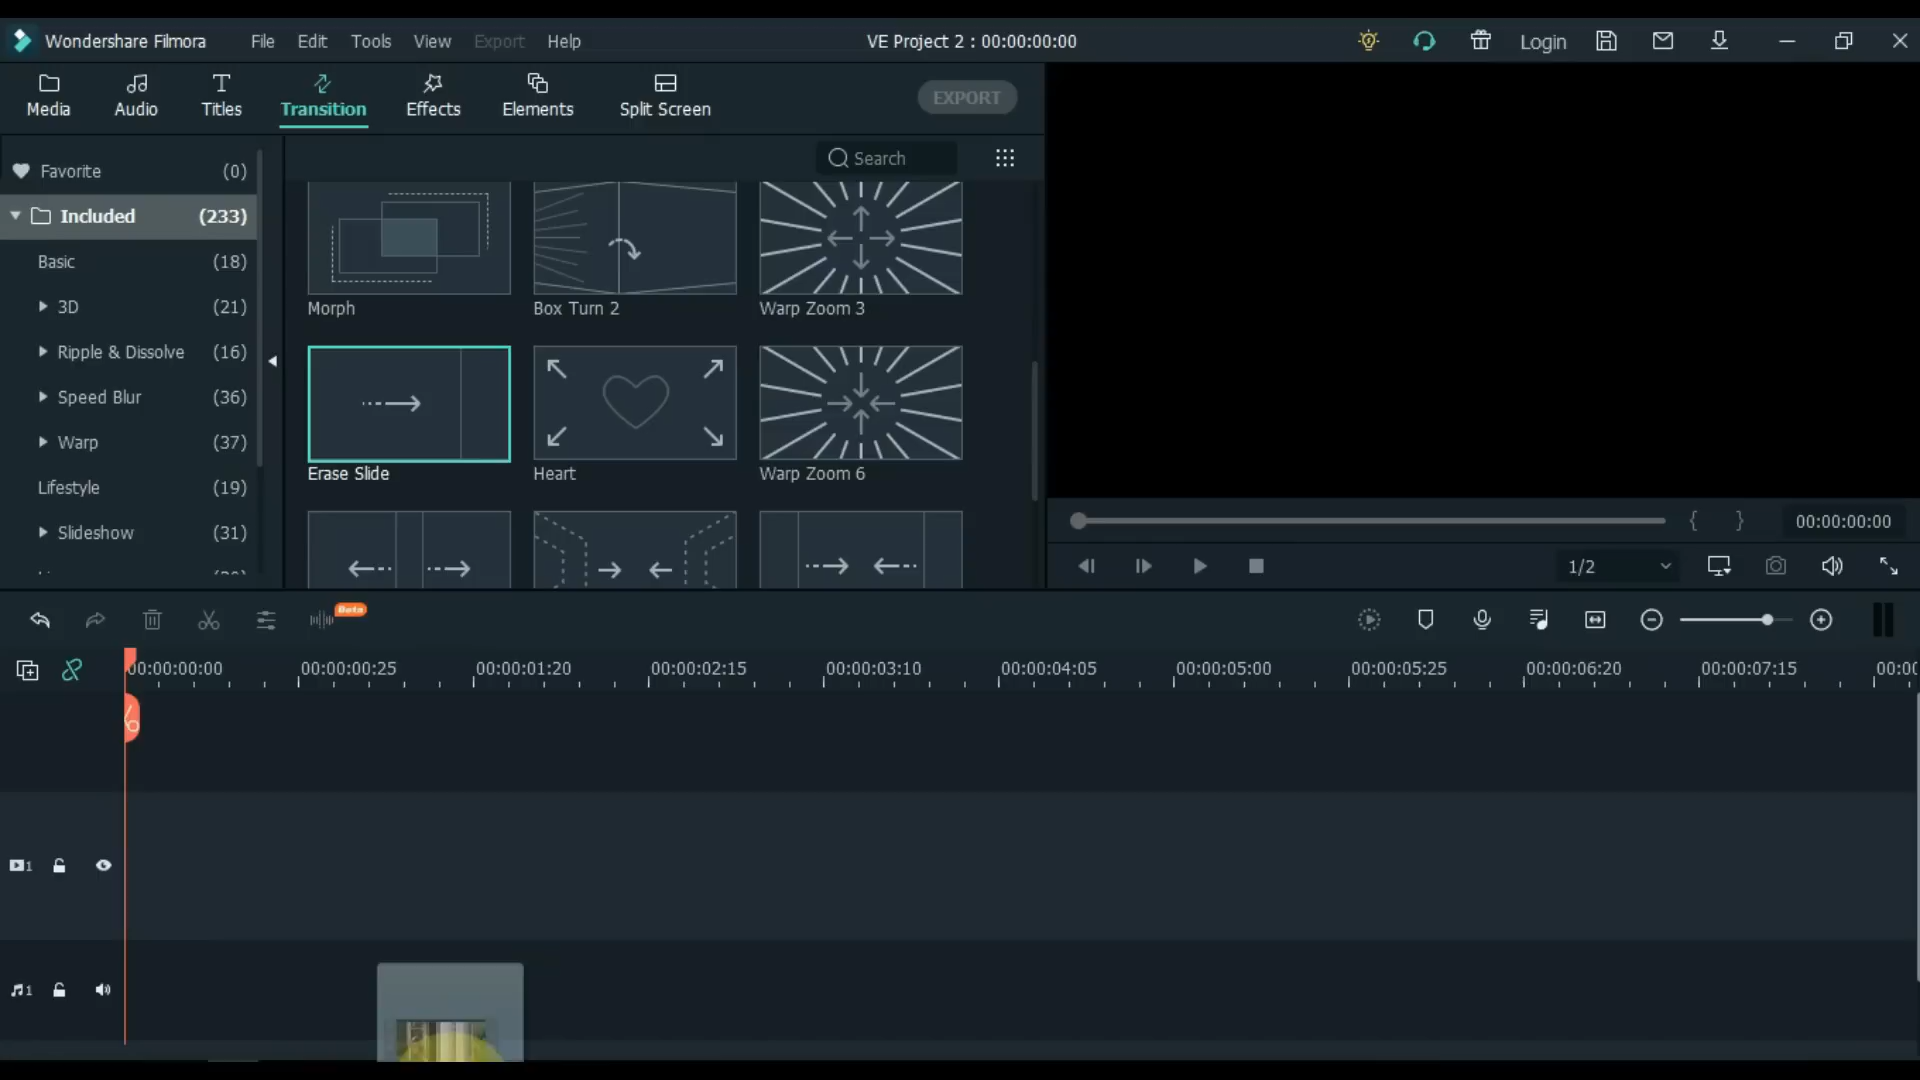 Wondershare Filmora File Edit Tools View Export Help VE Project 2 : 00:00:00:00 Login
Media Audio Titles Transition Effects Elements Split Screen EXPORT
Favorite (0)
Search
Included (233)
Basic (18)
3D (21)
Ripple & Dissolve (16)
Speed Blur (36)
Warp (37)
Lifestyle (19)
Slideshow (31)
Morph Box Turn 2 Warp Zoom 3
Erase Slide Heart Warp Zoom 6
{ } 00:00:00:00
1/2
Beta
00:00:00:00 00:00:00:25 00:00:01:20 00:00:02:15 00:00:03:10 00:00:04:05 00:00:05:00 00:00:05:25 00:00:06:20 00:00:07:15 00:00
1
1